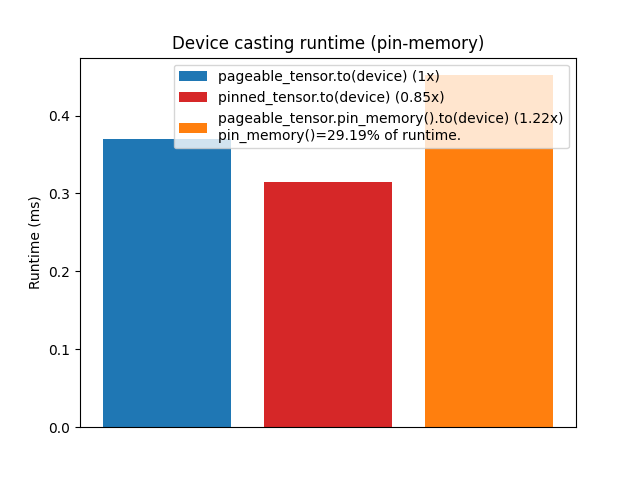 Device casting runtime (pin-memory)
pageable_tensor.to(device) (1x)
pinned_tensor.to(device) (0.85x)
pageable_tensor.pin_memory().to(device) (1.22x)
pin_memory()=29.19% of runtime.
Runtime (ms)
0.4
0.3
0.2
0.1
0.0